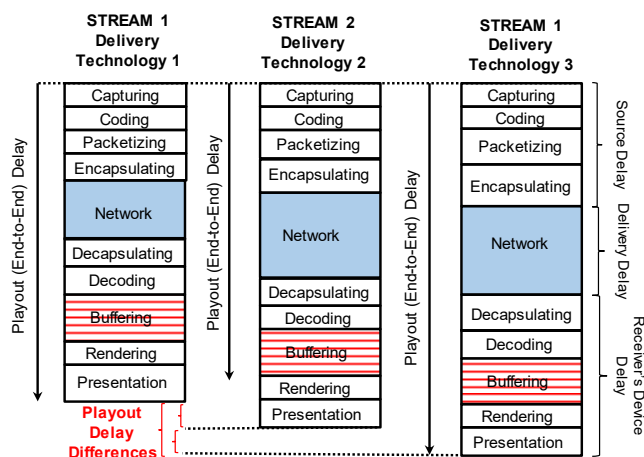 STREAM 1
Delivery
Technology 1
STREAM 2
Delivery
Technology 2
STREAM 1
Delivery
Technology 3
Playout (End-to-End) Delay
Capturing
Coding
Packetizing
Encapsulating
Network
Decapsulating
Decoding
Buffering
Rendering
Presentation
Playout (End-to-End) Delay
Capturing
Coding
Packetizing
Encapsulating
Network
Decapsulating
Decoding
Buffering
Rendering
Presentation
Playout (End-to-End) Delay
Capturing
Coding
Packetizing
Encapsulating
Network
Decapsulating
Decoding
Buffering
Rendering
Presentation
Source Delay
Delivery Delay
Receiver's Device
Delay
Playout
Delay
Differences